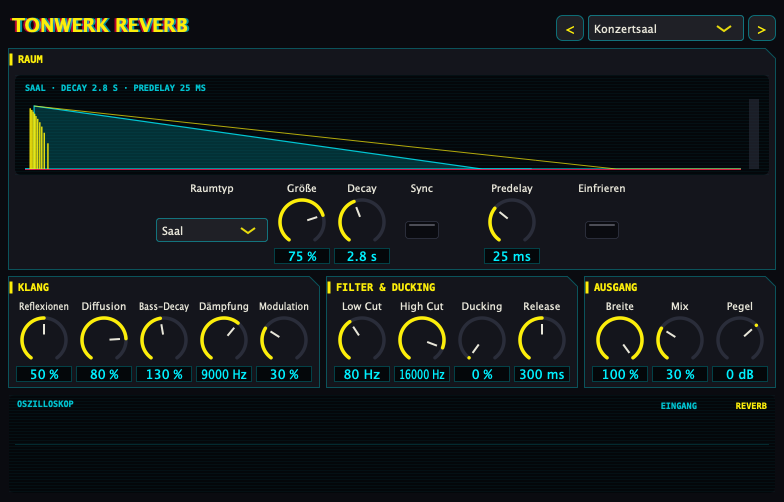 TONWERK REVERB
< Konzertsaal >
RAUM
SAAL · DECAY 2.8 S · PREDELAY 25 MS
Raumtyp Größe Decay Sync Predelay Einfrieren
Saal
75 % 2.8 s 25 ms
KLANG
Reflexionen Diffusion Bass-Decay Dämpfung Modulation
50 % 80 % 130 % 9000 Hz 30 %
FILTER & DUCKING
Low Cut High Cut Ducking Release
80 Hz 16000 Hz 0 % 300 ms
AUSGANG
Breite Mix Pegel
100 % 30 % 0 dB
OSZILLOSKOP
EINGANG REVERB